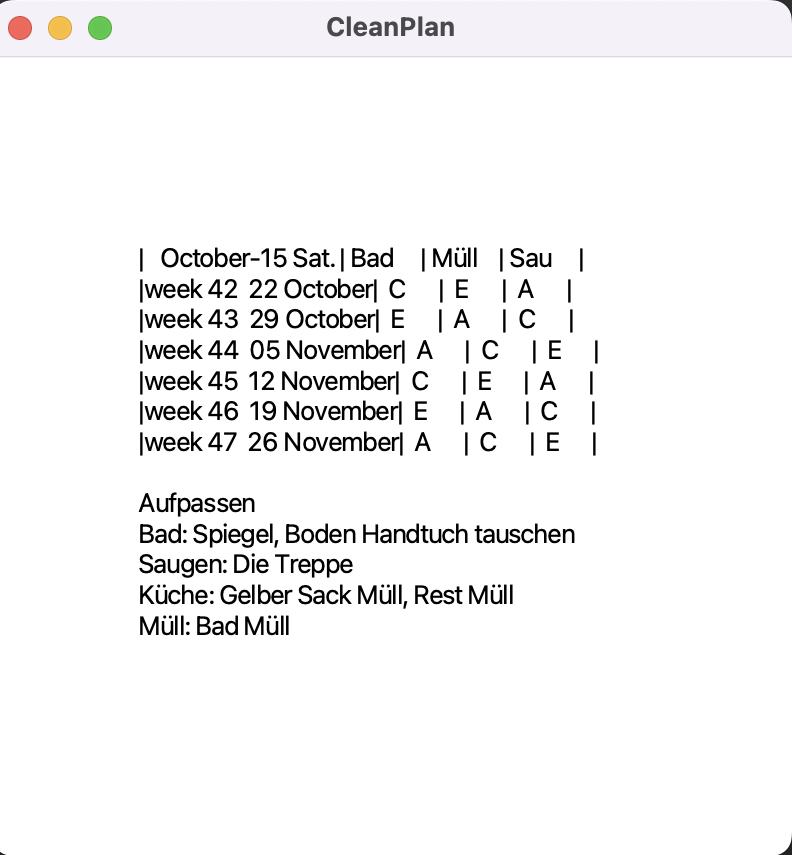 CleanPlan
|   October-15 Sat. | Bad    | Müll   | Sau    |
|week 42  22 October|  C     |  E     |  A     |
|week 43  29 October|  E     |  A     |  C     |
|week 44  05 November|  A     |  C     |  E     |
|week 45  12 November|  C     |  E     |  A     |
|week 46  19 November|  E     |  A     |  C     |
|week 47  26 November|  A     |  C     |  E     |
Aufpassen
Bad: Spiegel, Boden Handtuch tauschen
Saugen: Die Treppe
Küche: Gelber Sack Müll, Rest Müll
Müll: Bad Müll